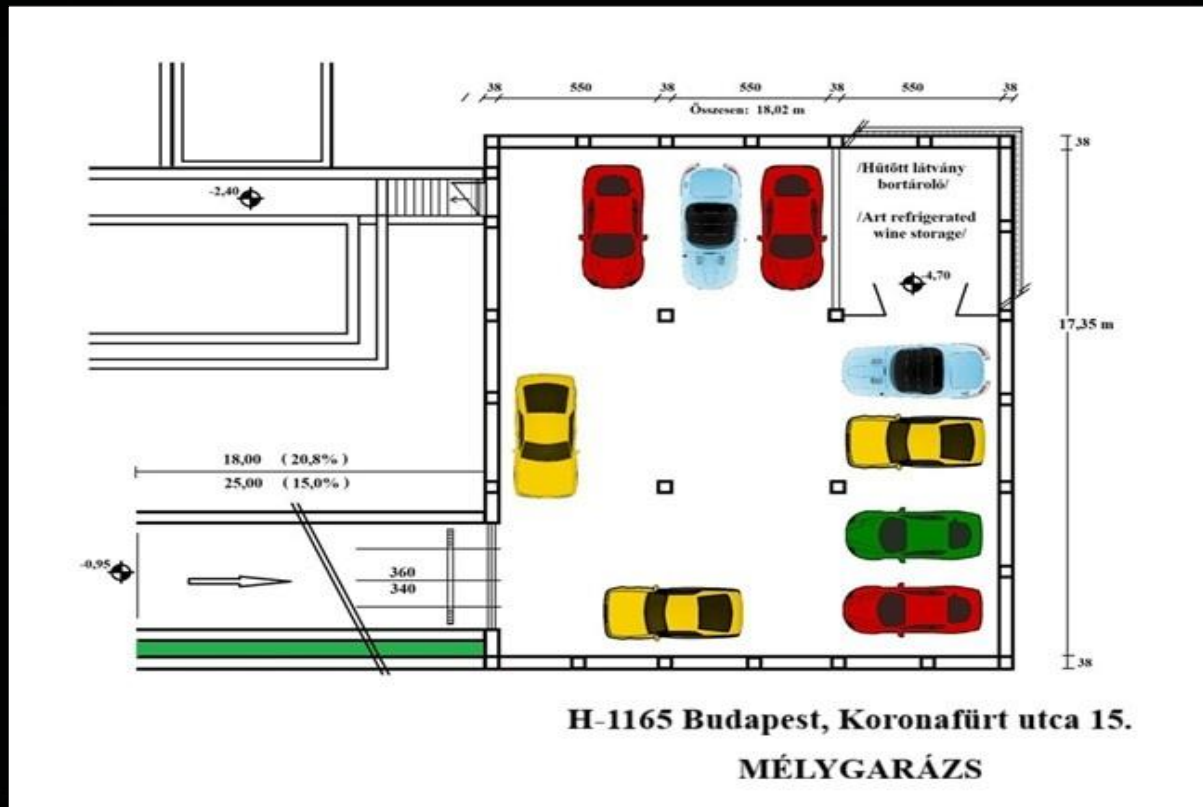 38 550 38 550 38 550 38
Összesen: 18,02 m
38
/Hűtött látvány
bortároló/
/Art refrigerated
wine storage/
-2,40
-4,70
17,35 m
18,00 ( 20,8% )
25,00 ( 15,0% )
-0,95
360
340
38
H-1165 Budapest, Koronafürt utca 15.
MÉLYGARÁZS